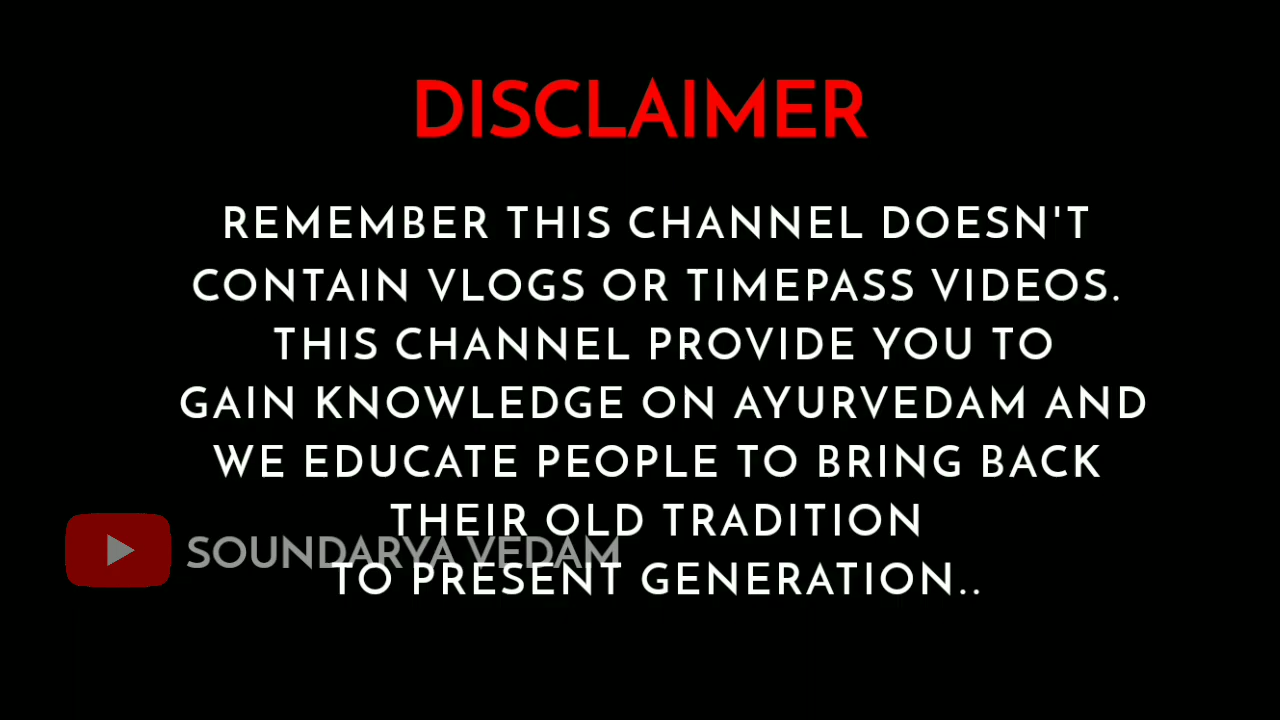 DISCLAIMER
REMEMBER THIS CHANNEL DOESN'T
CONTAIN VLOGS OR TIMEPASS VIDEOS.
THIS CHANNEL PROVIDE YOU TO
GAIN KNOWLEDGE ON AYURVEDAM AND
WE EDUCATE PEOPLE TO BRING BACK
THEIR OLD TRADITION
SOUNDARYA VEDAM
TO PRESENT GENERATION..